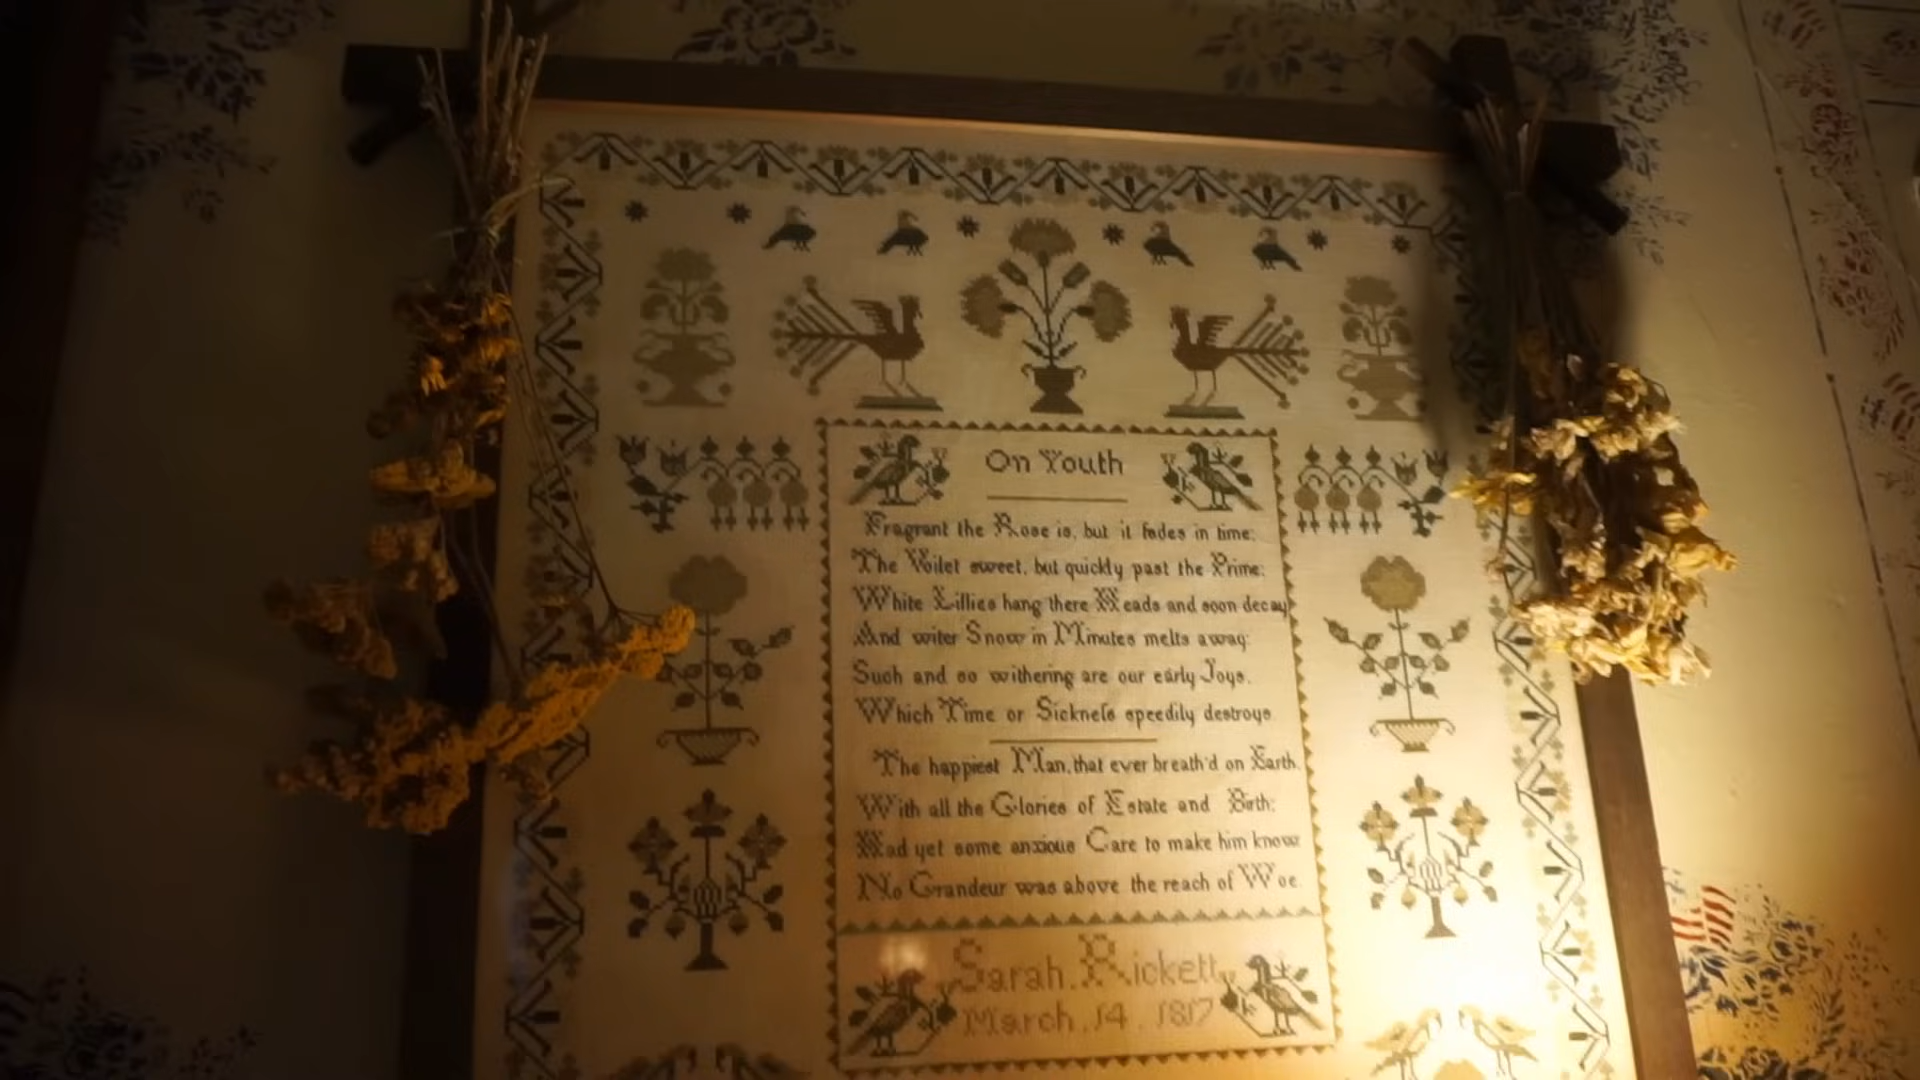 On Youth
Fragrant the Rose is, but it fades in time:
The Voilet sweet, but quickly past the Prime:
White Lillies hang there Heads and soon decay
And witer Snow in Minutes melts away:
Such and so withering are our early Joys.
Which Time or Sickneſs speedily destroys
The happiest Man, that ever breath'd on Earth.
With all the Glories of Estate and Birth:
Had yet some anxious Care to make him know
No Grandeur was above the reach of Woe.
Sarah. Rickett
March. 14. 1817